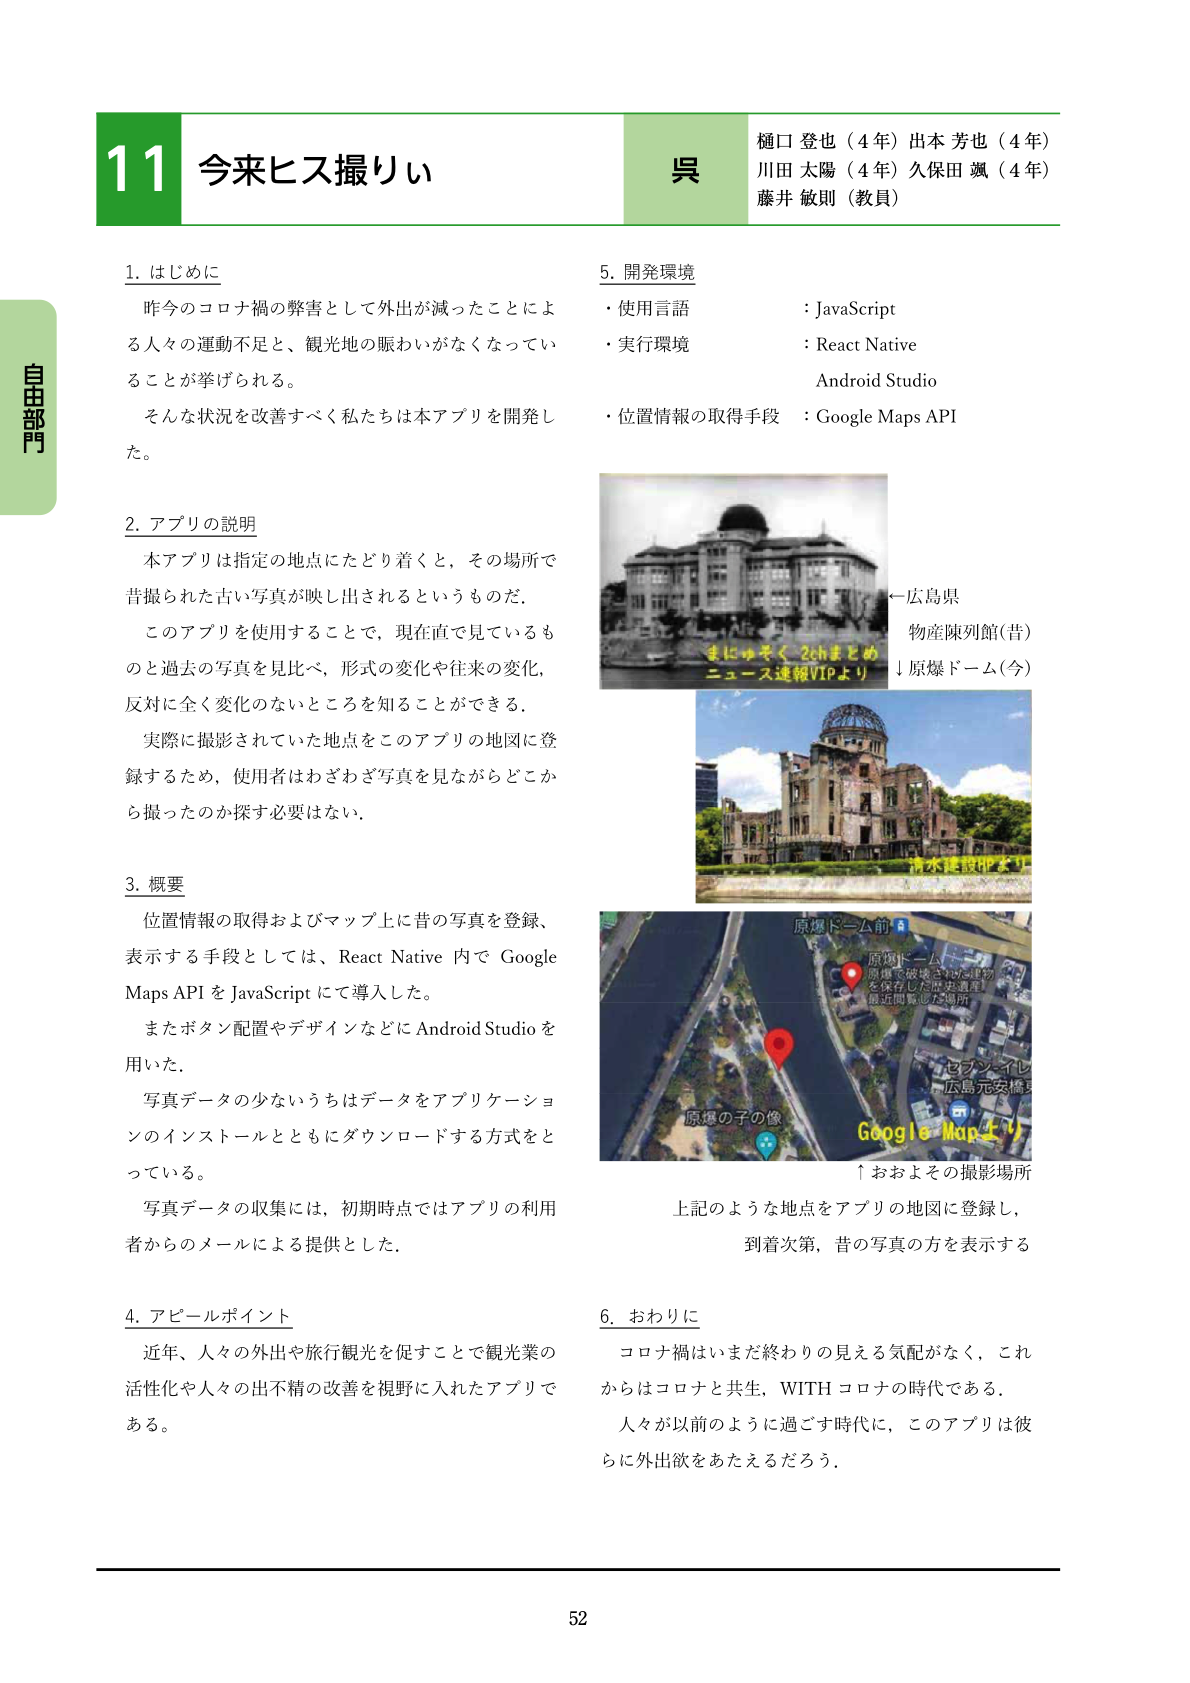 11
今来ヒス撮りぃ
呉
樋口 登也（４年）出本 芳也（４年）
川田 太陽（４年）久保田 颯（４年）
藤井 敏則（教員）
自由部門
1. はじめに
昨今のコロナ禍の弊害として外出が減ったことによ
る人々の運動不足と、観光地の賑わいがなくなってい
ることが挙げられる。
そんな状況を改善すべく私たちは本アプリを開発し
た。
2. アプリの説明
本アプリは指定の地点にたどり着くと，その場所で
昔撮られた古い写真が映し出されるというものだ．
このアプリを使用することで，現在直で見ているも
のと過去の写真を見比べ，形式の変化や往来の変化，
反対に全く変化のないところを知ることができる．
実際に撮影されていた地点をこのアプリの地図に登
録するため，使用者はわざわざ写真を見ながらどこか
ら撮ったのか探す必要はない．
3. 概要
位置情報の取得およびマップ上に昔の写真を登録、
表示する手段としては、React Native 内で Google
Maps API を JavaScript にて導入した。
またボタン配置やデザインなどに Android Studio を
用いた．
写真データの少ないうちはデータをアプリケーショ
ンのインストールとともにダウンロードする方式をと
っている。
写真データの収集には，初期時点ではアプリの利用
者からのメールによる提供とした．
4. アピールポイント
近年、人々の外出や旅行観光を促すことで観光業の
活性化や人々の出不精の改善を視野に入れたアプリで
ある。
5. 開発環境
・使用言語 ：JavaScript
・実行環境 ：React Native
Android Studio
・位置情報の取得手段 ：Google Maps API
まにゅそく 2chまとめ
ニュース速報VIPより
←広島県
物産陳列館(昔)
↓原爆ドーム(今)
清水建設HPより
原爆ドーム前
原爆ドーム
原爆で破壊された建物
を保存した歴史遺産
最近閲覧した場所
セブン-イレ
広島元安橋東
原爆の子の像
Google Mapより
↑おおよその撮影場所
上記のような地点をアプリの地図に登録し，
到着次第，昔の写真の方を表示する
6. おわりに
コロナ禍はいまだ終わりの見える気配がなく，これ
からはコロナと共生，WITH コロナの時代である．
人々が以前のように過ごす時代に，このアプリは彼
らに外出欲をあたえるだろう．
52